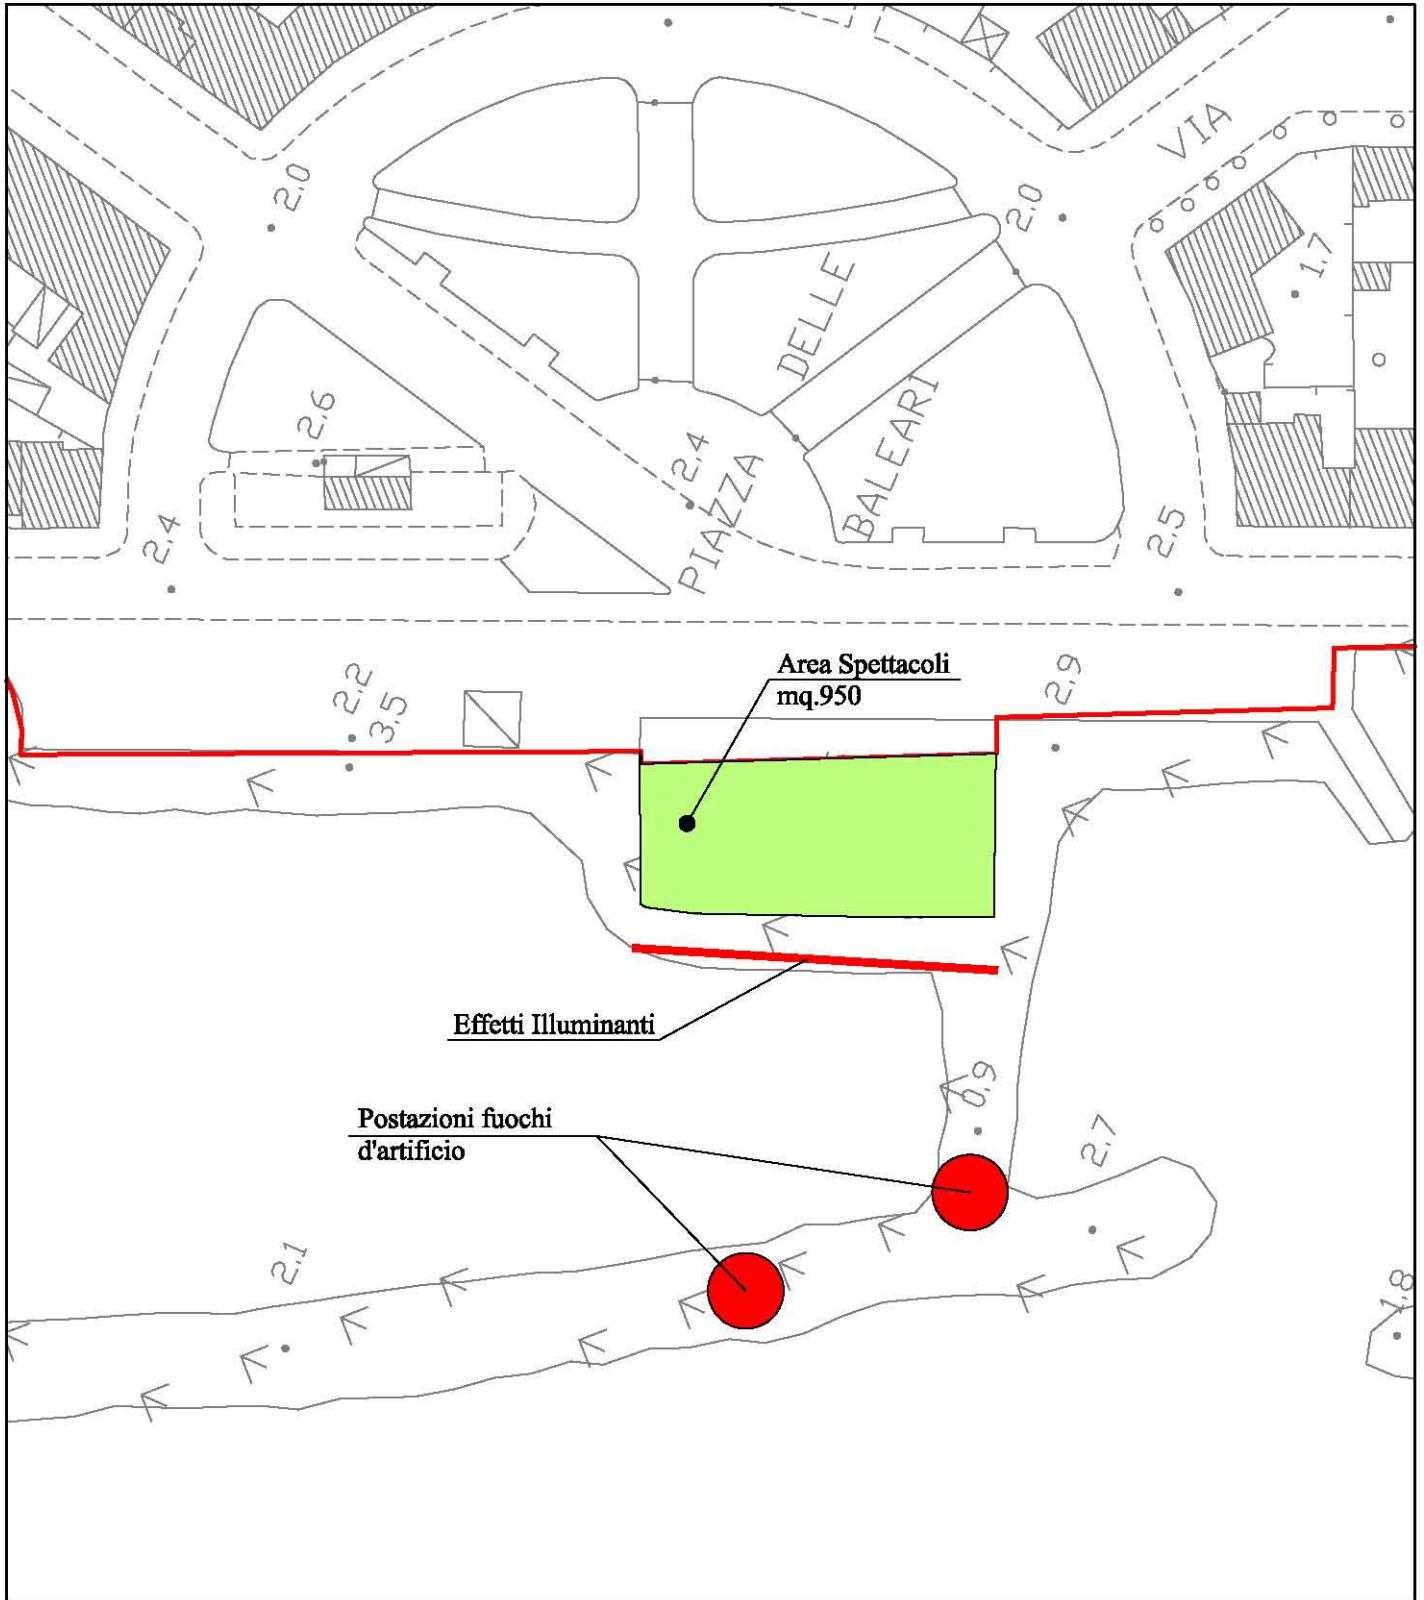 VIA
2.0
2.0
1.7
DELLE
2.6
BALEARI
2.4
PIAZZA
2.4
2.5
Area Spettacoli
mq.950
2.2
3.5
2.9
Effetti Illuminanti
0.9
Postazioni fuochi
d'artificio
2.7
2.1
1.8